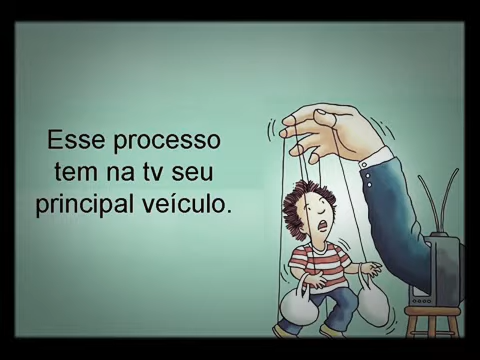 Esse processo
tem na tv seu
principal veículo.